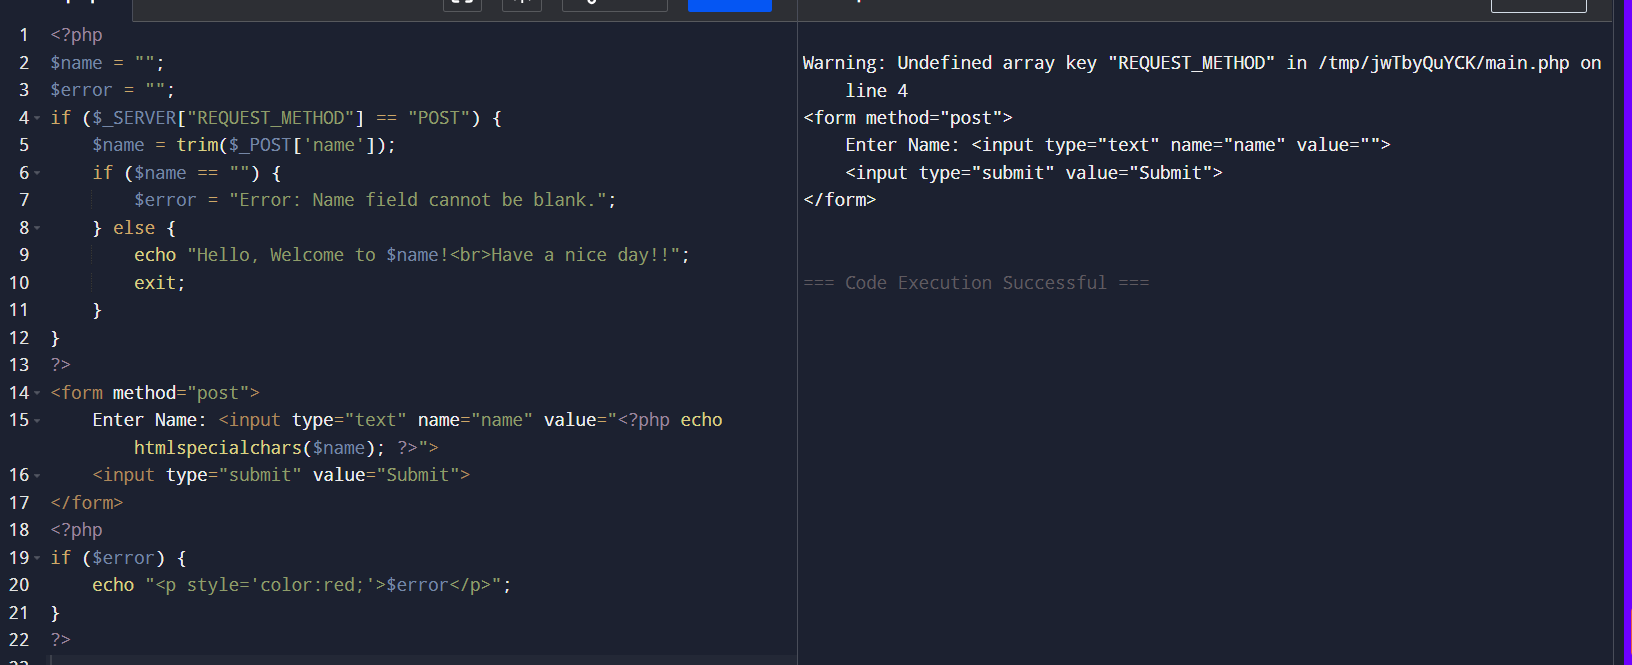 1 <?php
2 $name = "";
3 $error = "";
4 if ($_SERVER["REQUEST_METHOD"] == "POST") {
5 $name = trim($_POST['name']);
6 if ($name == "") {
7 $error = "Error: Name field cannot be blank.";
8 } else {
9 echo "Hello, Welcome to $name!<br>Have a nice day!!";
10 exit;
11 }
12 }
13 ?>
14 <form method="post">
15 Enter Name: <input type="text" name="name" value="<?php echo
htmlspecialchars($name); ?>">
16 <input type="submit" value="Submit">
17 </form>
18 <?php
19 if ($error) {
20 echo "<p style='color:red;'>$error</p>";
21 }
22 ?>
Warning: Undefined array key "REQUEST_METHOD" in /tmp/jwTbyQuYCK/main.php on
line 4
<form method="post">
Enter Name: <input type="text" name="name" value="">
<input type="submit" value="Submit">
</form>
=== Code Execution Successful ===